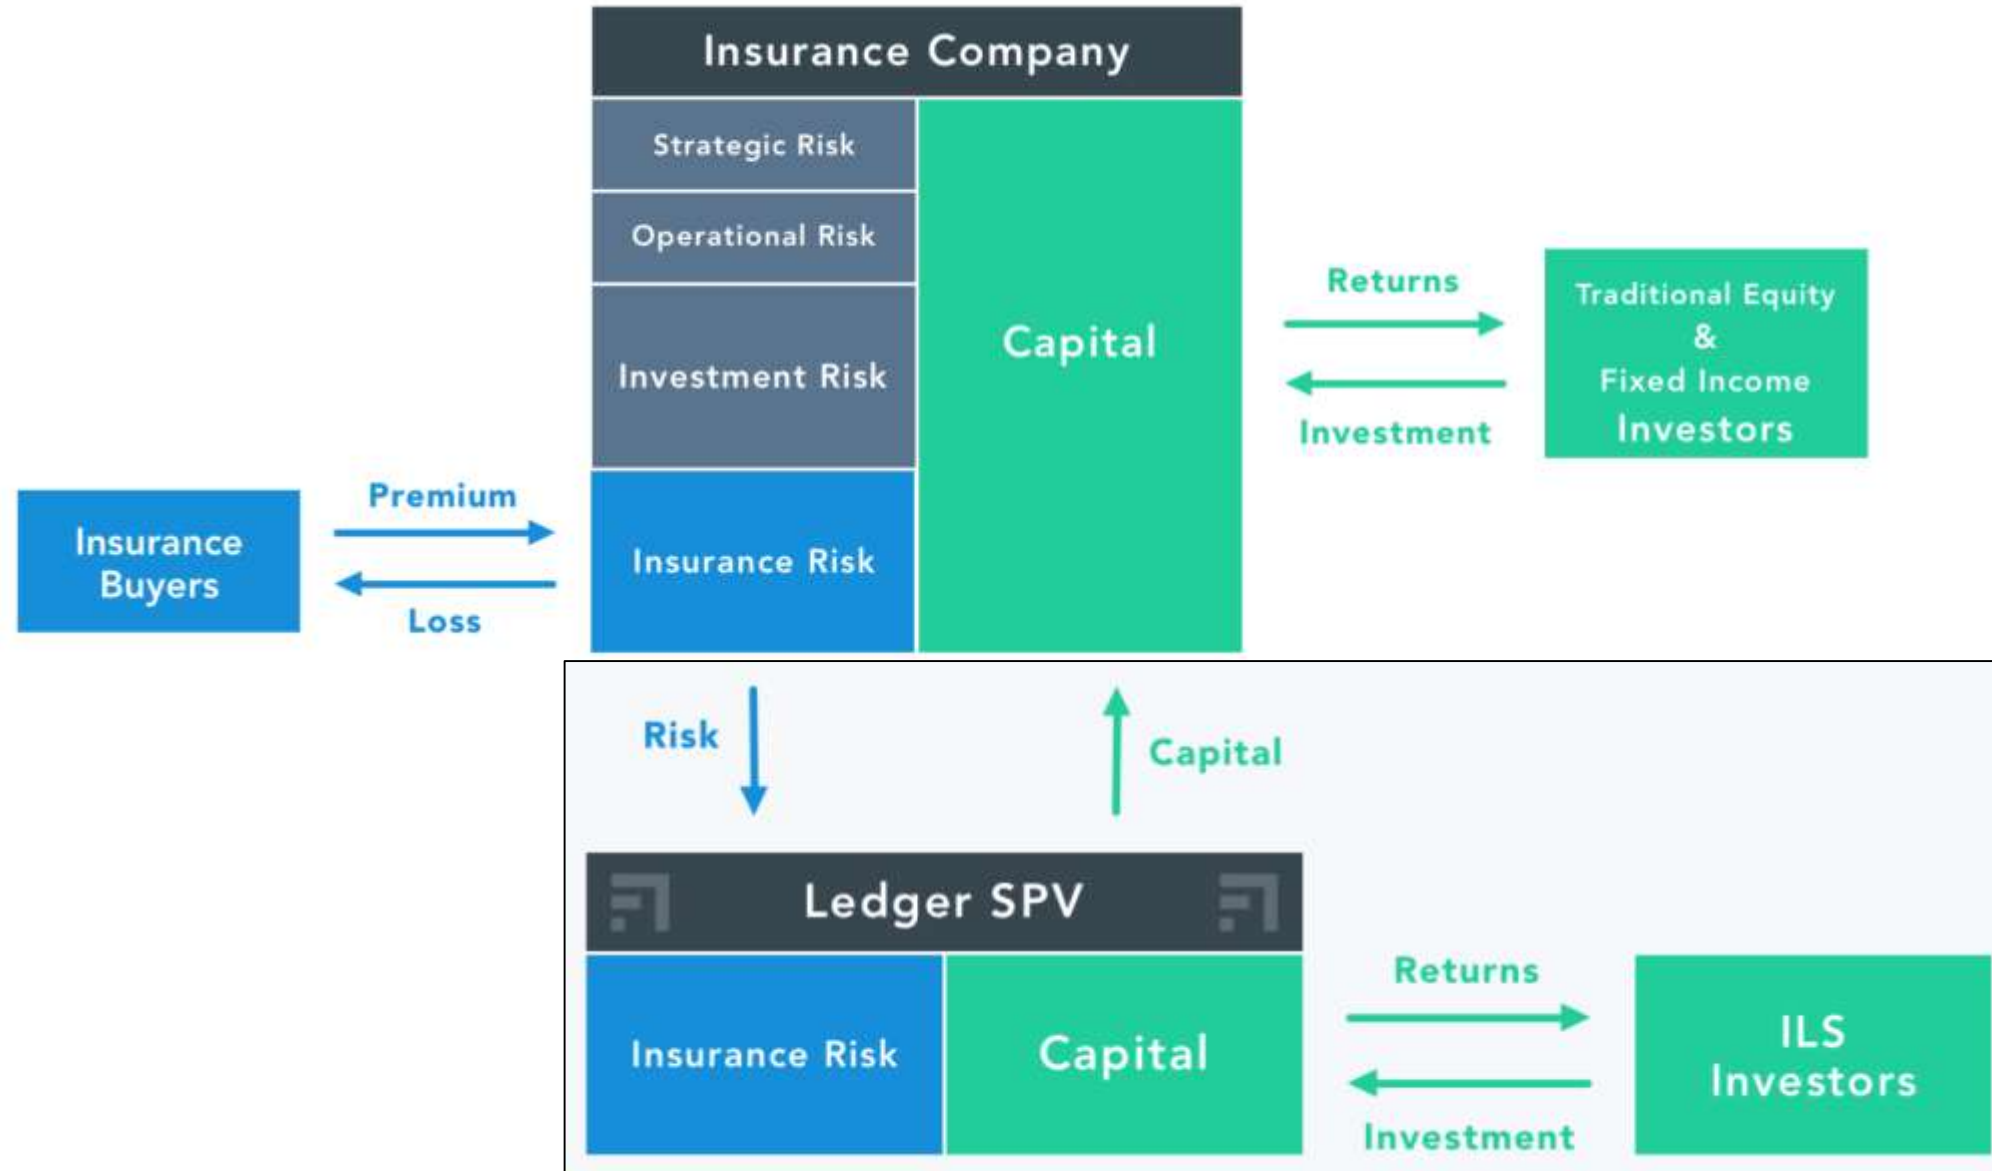 Insurance Company
Strategic Risk
Operational Risk
Investment Risk
Insurance Risk
Capital
Returns
Investment
Traditional Equity
&
Fixed Income
Investors
Insurance
Buyers
Premium
Loss
Risk
Capital
Ledger SPV
Insurance Risk
Capital
Returns
Investment
ILS
Investors